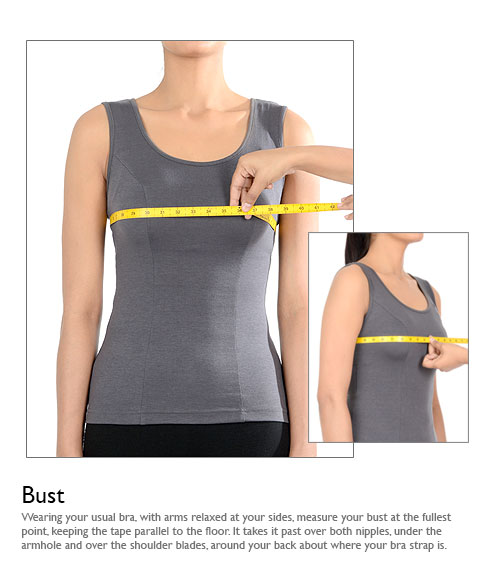 Bust
Wearing your usual bra, with arms relaxed at your sides, measure your bust at the fullest
point, keeping the tape parallel to the floor. It takes it past over both nipples, under the
armhole and over the shoulder blades, around your back about where your bra strap is.